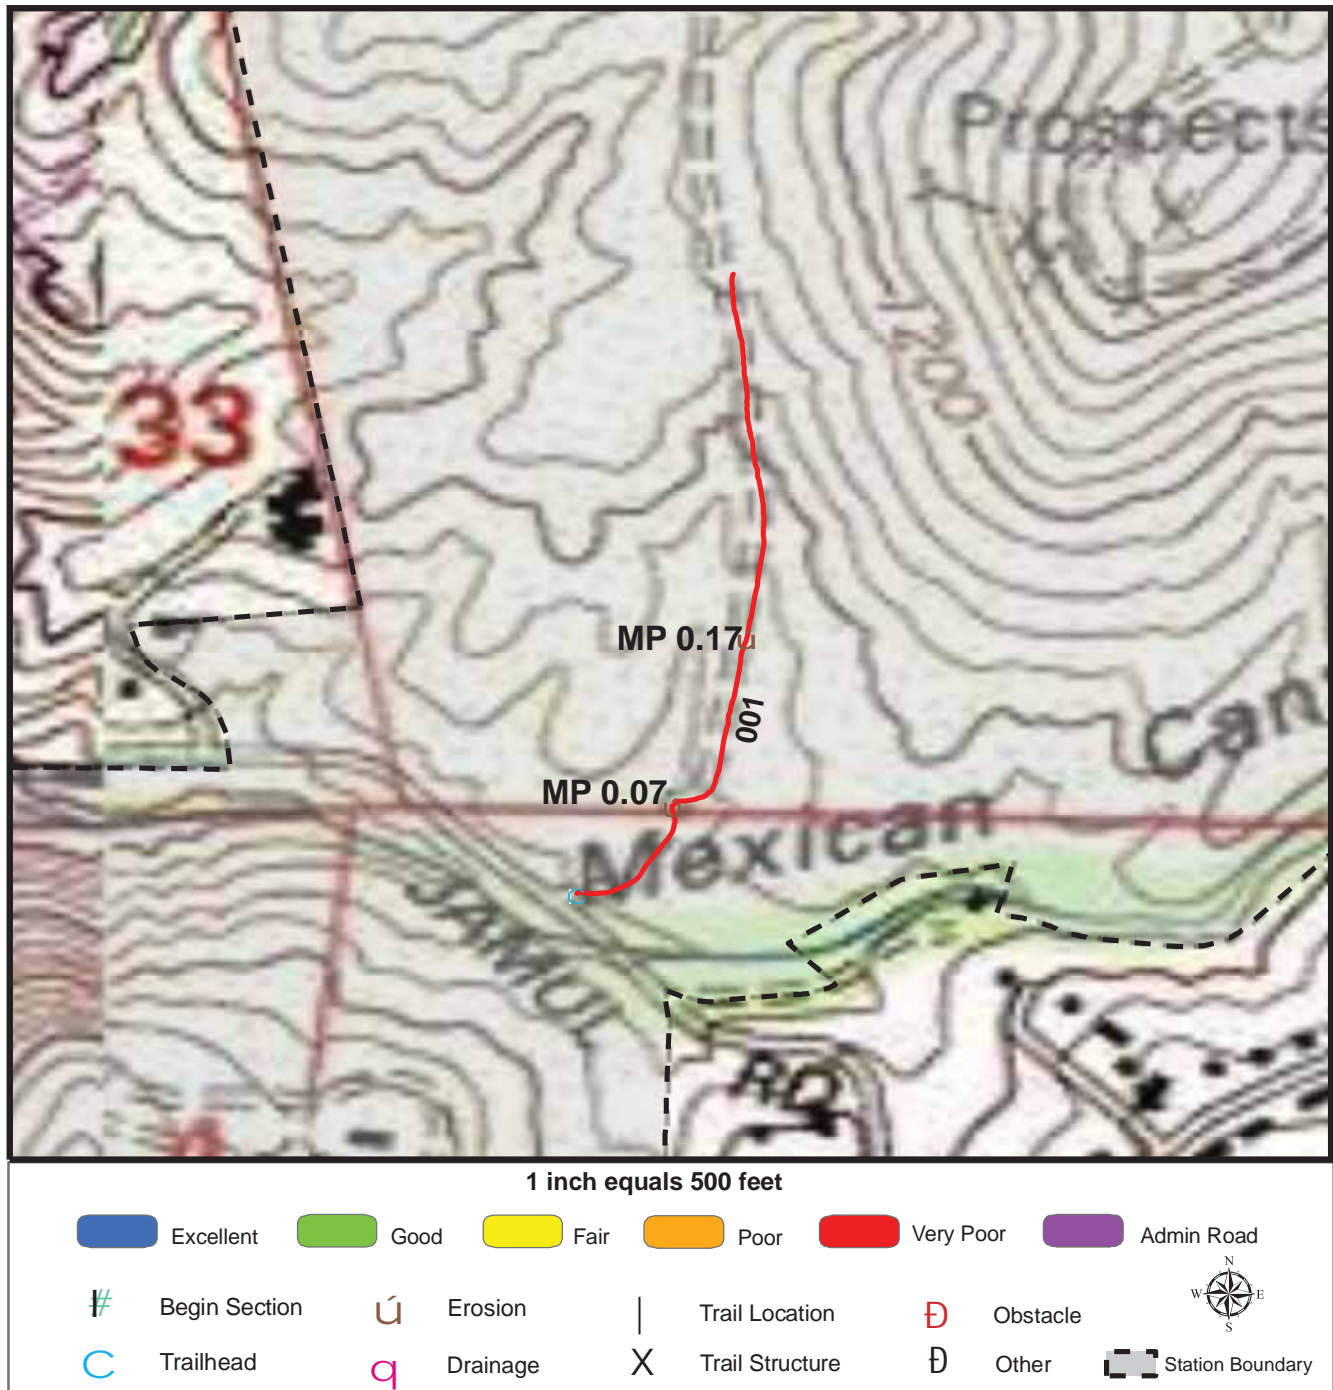 Prospects
1200
33
MP 0.17
ú
001
Can
MP 0.07
Mexican
C
JAMUL
RD
1 inch equals 500 feet
Excellent
Good
Fair
Poor
Very Poor
Admin Road
# Begin Section
ú Erosion
| Trail Location
Đ Obstacle
N
W E
S
C Trailhead
q Drainage
X Trail Structure
Đ Other
Station Boundary